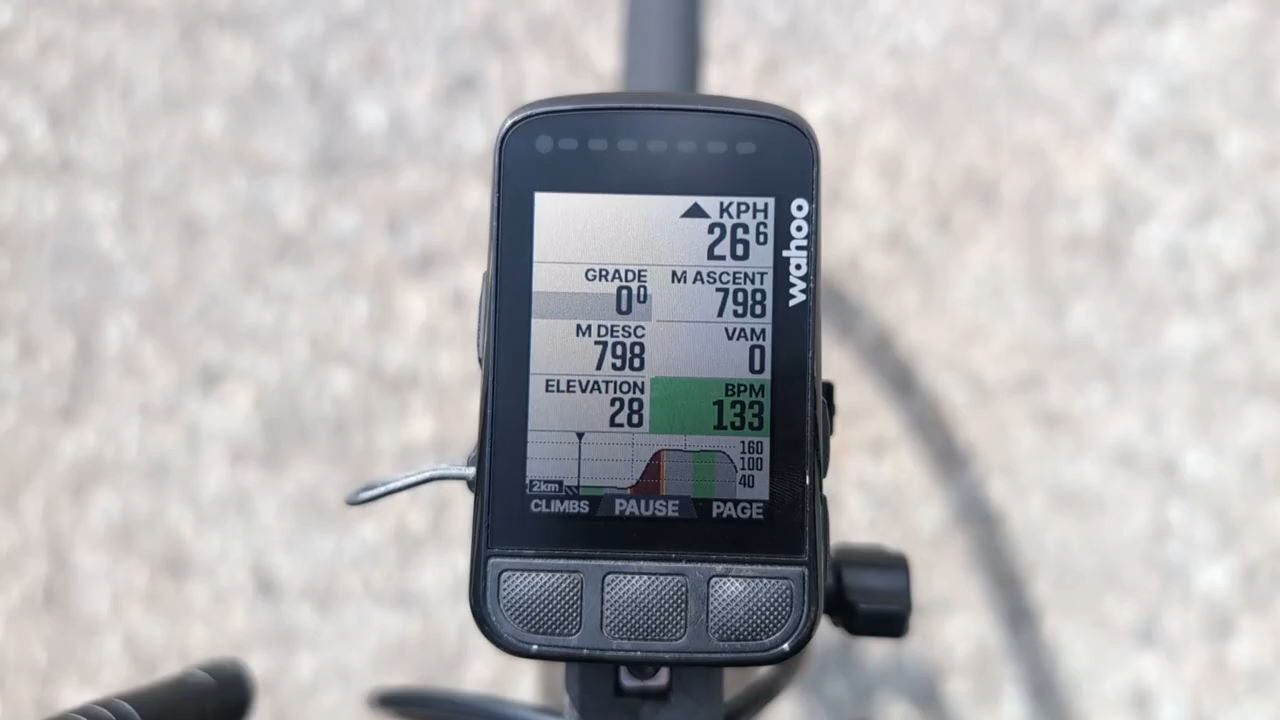 KPH
26 6
GRADE M ASCENT
0 0 798
M DESC VAM
798 0
ELEVATION BPM
28 133
160
100
40
2km
CLIMBS PAUSE PAGE
wahoo